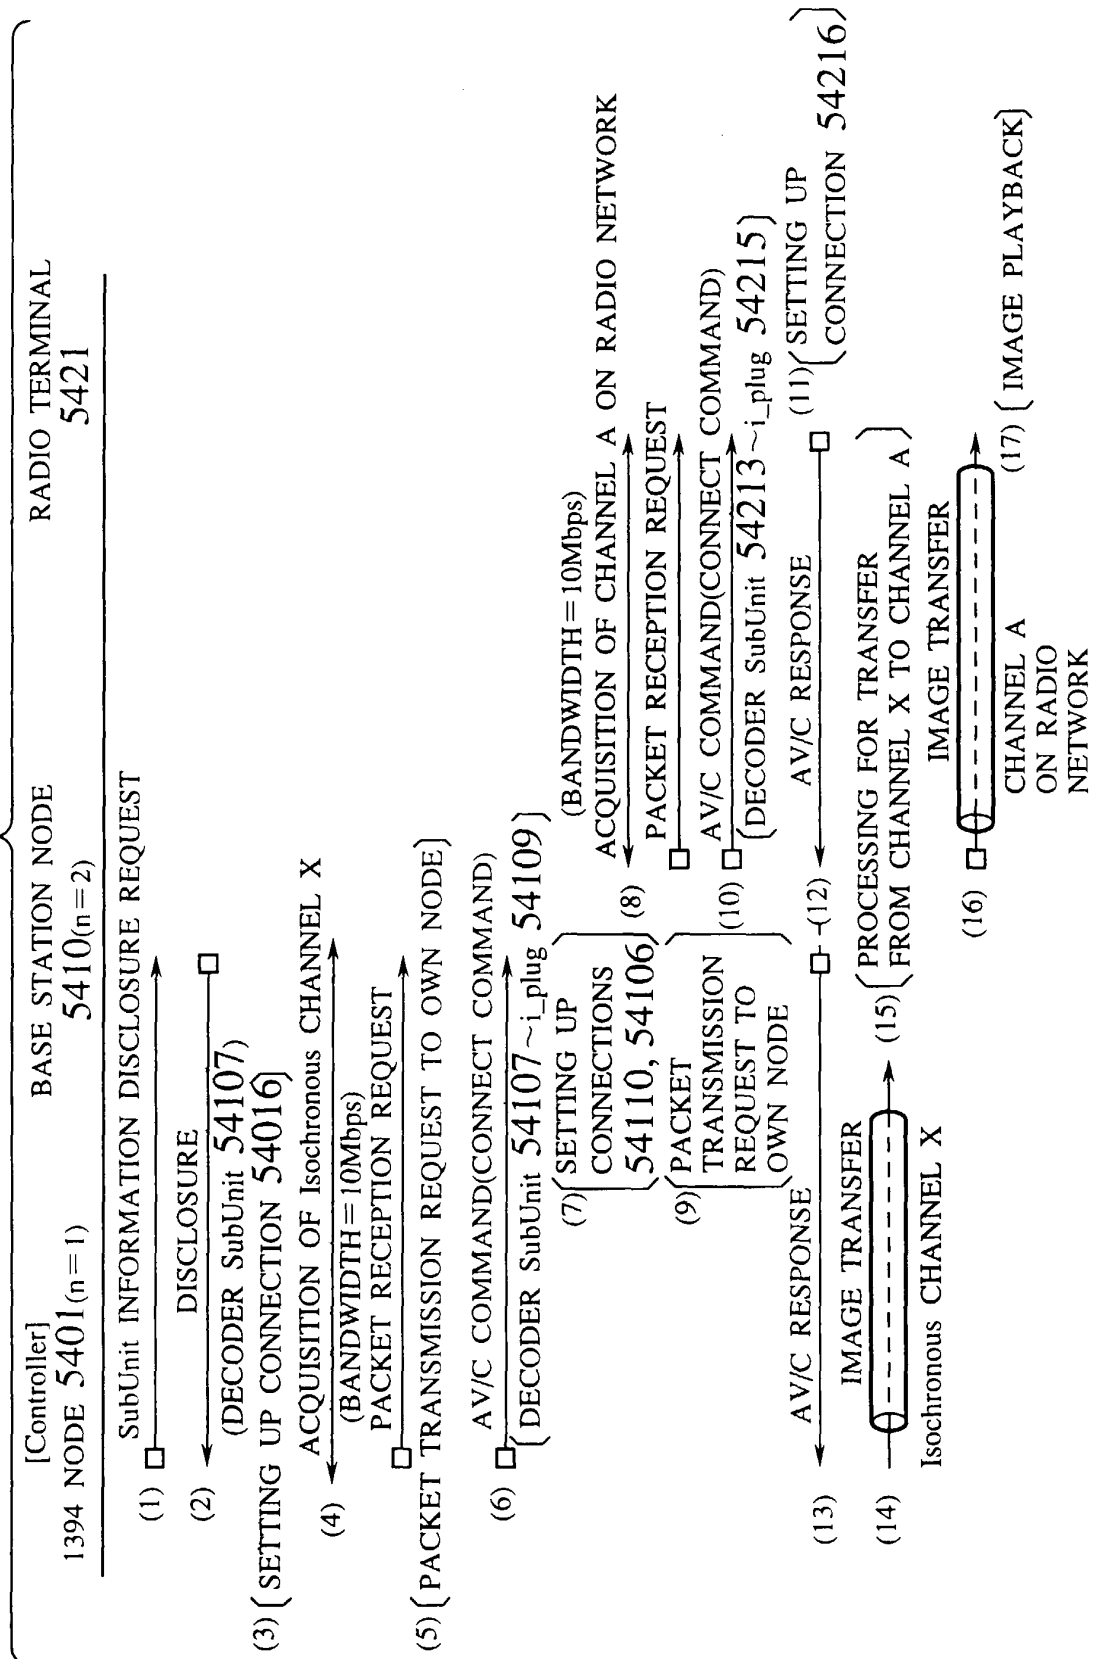 [Controller]
1394 NODE 5401(n=1)
BASE STATION NODE
5410(n=2)
RADIO TERMINAL
5421
SubUnit INFORMATION DISCLOSURE REQUEST
(1)
DISCLOSURE
(2)
(DECODER SubUnit 54107)
(3) [SETTING UP CONNECTION 54016]
ACQUISITION OF Isochronous CHANNEL X
(4)
(BANDWIDTH=10Mbps)
PACKET RECEPTION REQUEST
(5) [PACKET TRANSMISSION REQUEST TO OWN NODE]
AV/C COMMAND(CONNECT COMMAND)
(6)
[DECODER SubUnit 54107~i_plug 54109]
(7) [SETTING UP
CONNECTIONS
54110, 54106]
(BANDWIDTH=10Mbps)
ACQUISITION OF CHANNEL A ON RADIO NETWORK
(8)
PACKET RECEPTION REQUEST
(9) [PACKET
TRANSMISSION
REQUEST TO
OWN NODE]
AV/C COMMAND(CONNECT COMMAND)
(10)
[DECODER SubUnit 54213~i_plug 54215]
(11) [SETTING UP
CONNECTION 54216]
AV/C RESPONSE
(12)
AV/C RESPONSE
(13)
IMAGE TRANSFER
(14)
Isochronous CHANNEL X
(15) [PROCESSING FOR TRANSFER
FROM CHANNEL X TO CHANNEL A]
IMAGE TRANSFER
(16)
CHANNEL A
ON RADIO
NETWORK
(17) [IMAGE PLAYBACK]